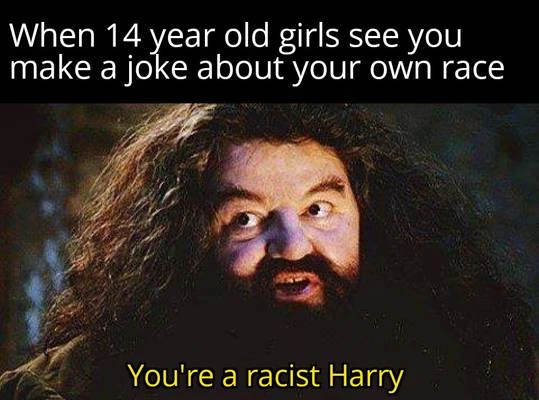 When 14 year old girls see you
make a joke about your own race
You're a racist Harry